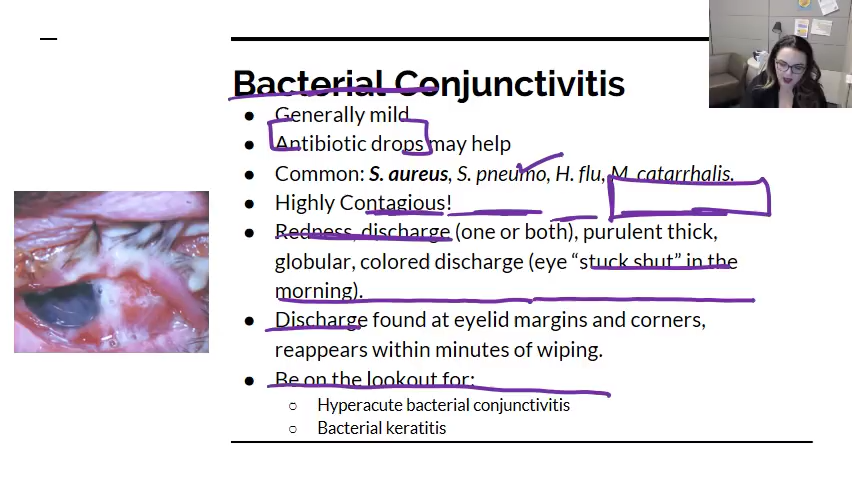 Bacterial Conjunctivitis
● Generally mild
● Antibiotic drops may help
● Common: S. aureus, S. pneumo, H. flu, M. catarrhalis.
● Highly Contagious!
● Redness, discharge (one or both), purulent thick,
globular, colored discharge (eye “stuck shut” in the
morning).
● Discharge found at eyelid margins and corners,
reappears within minutes of wiping.
● Be on the lookout for:
○ Hyperacute bacterial conjunctivitis
○ Bacterial keratitis